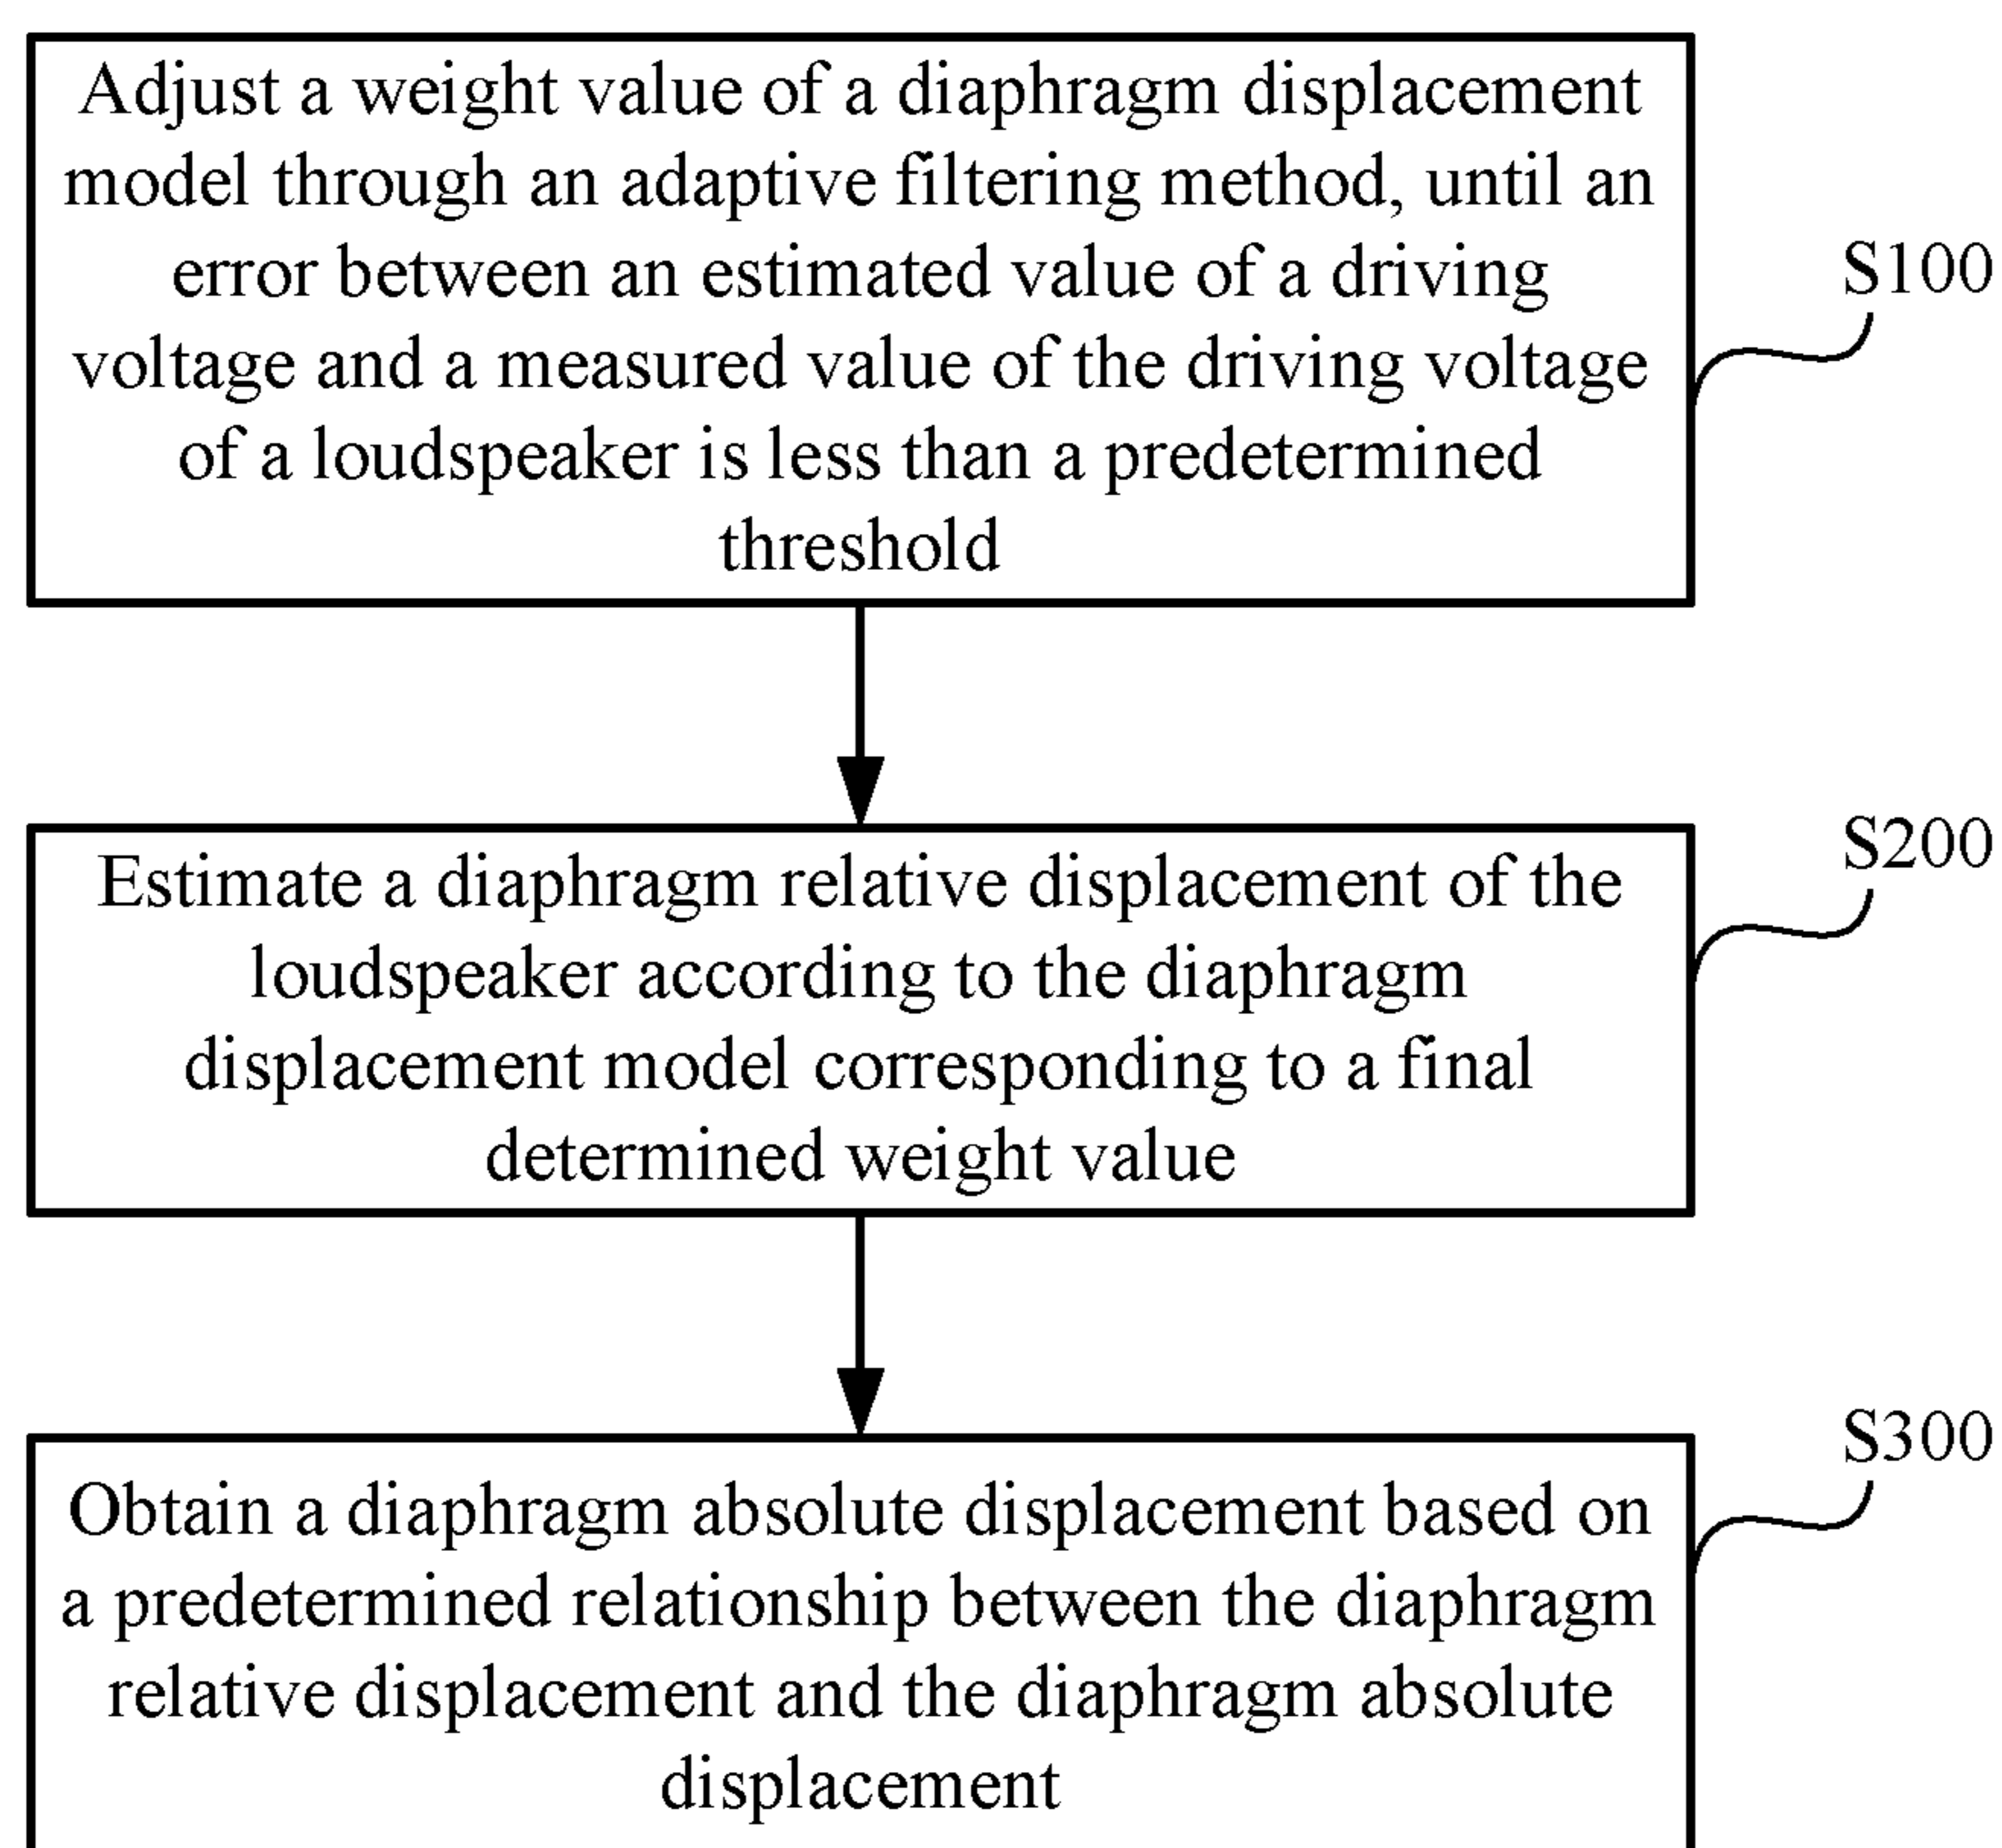 Adjust a weight value of a diaphragm displacement
model through an adaptive filtering method, until an
error between an estimated value of a driving
voltage and a measured value of the driving voltage
of a loudspeaker is less than a predetermined
threshold
S100
Estimate a diaphragm relative displacement of the
loudspeaker according to the diaphragm
displacement model corresponding to a final
determined weight value
S200
Obtain a diaphragm absolute displacement based on
a predetermined relationship between the diaphragm
relative displacement and the diaphragm absolute
displacement
S300